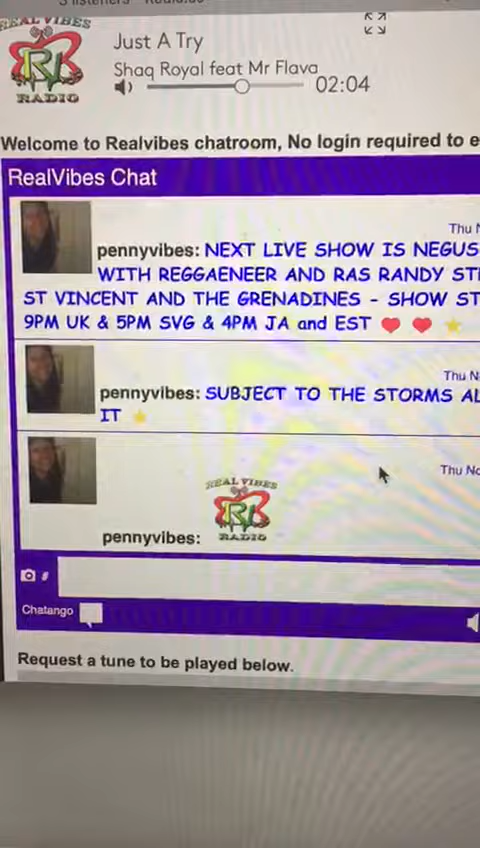 REAL VIBES
RADIO
Just A Try
Shaq Royal feat Mr Flava
02:04
Welcome to Realvibes chatroom, No login required to e
RealVibes Chat
Thu N
pennyvibes: NEXT LIVE SHOW IS NEGUS
WITH REGGAENEER AND RAS RANDY ST
ST VINCENT AND THE GRENADINES - SHOW ST
9PM UK & 5PM SVG & 4PM JA and EST
Thu N
pennyvibes: SUBJECT TO THE STORMS AL
IT
Thu No
REAL VIBES
RADIO
pennyvibes:
Chatango
Request a tune to be played below.